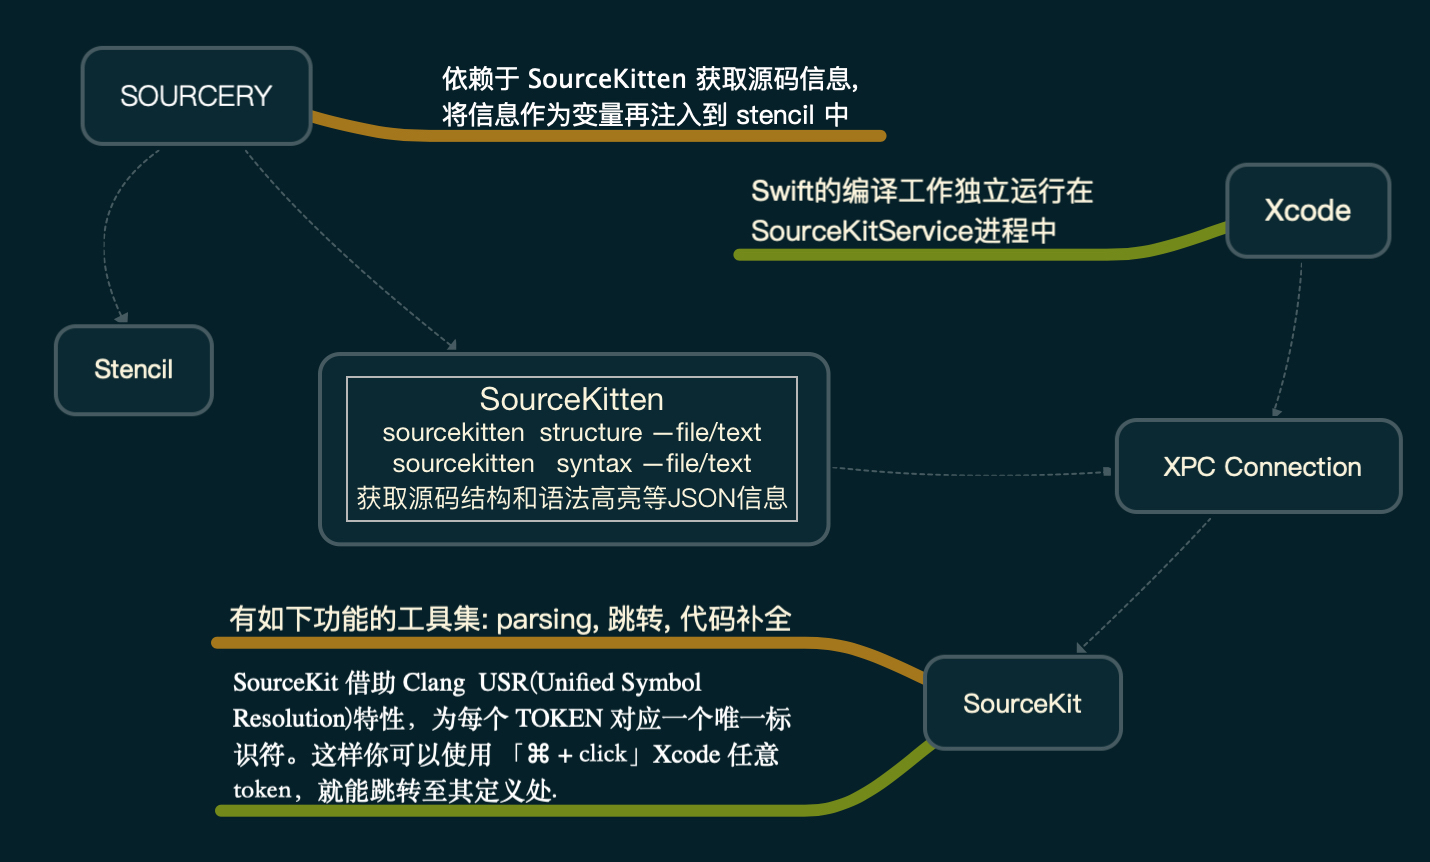 SOURCERY
依赖于 SourceKitten 获取源码信息,
将信息作为变量再注入到 stencil 中
Swift的编译工作独立运行在
SourceKitService进程中
Xcode
Stencil
SourceKitten
sourcekitten structure —file/text
sourcekitten syntax —file/text
获取源码结构和语法高亮等JSON信息
XPC Connection
有如下功能的工具集: parsing, 跳转, 代码补全
SourceKit 借助 Clang USR(Unified Symbol
Resolution)特性，为每个 TOKEN 对应一个唯一标
识符。这样你可以使用 「⌘ + click」Xcode 任意
token，就能跳转至其定义处.
SourceKit